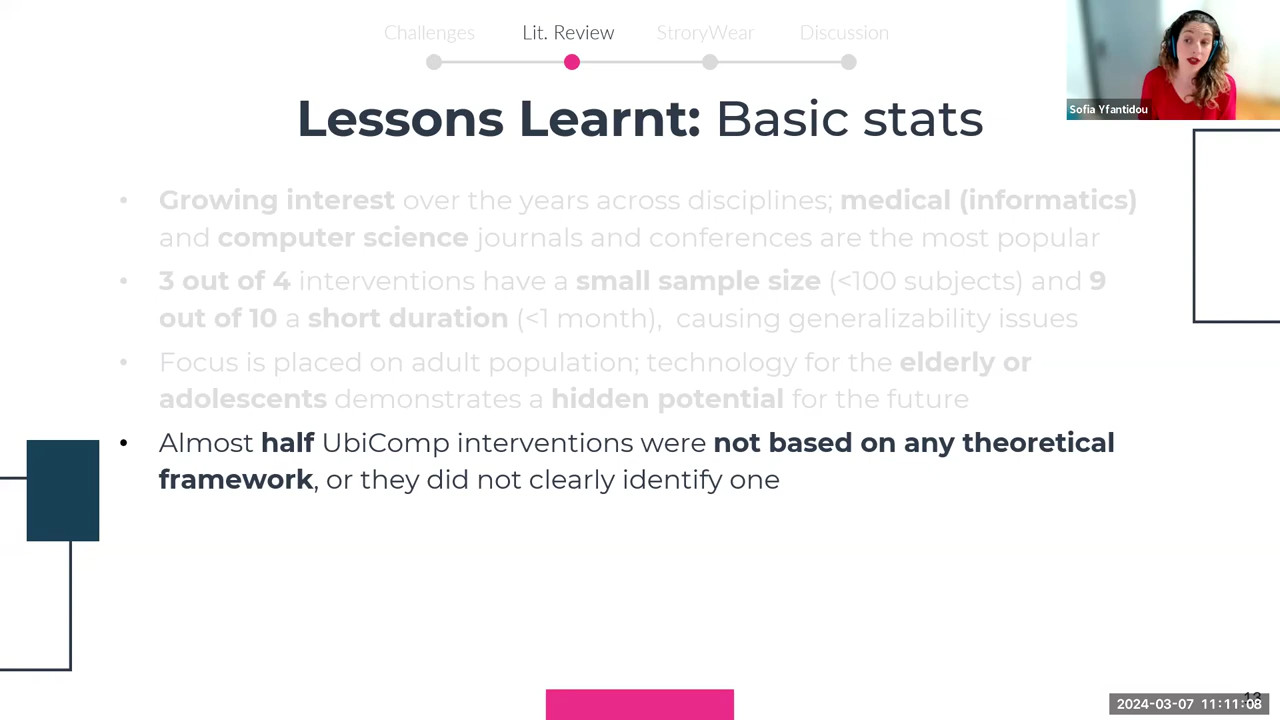 Challenges Lit. Review StroryWear Discussion
Sofia Yfantidou
Lessons Learnt: Basic stats
• Growing interest over the years across disciplines; medical (informatics)
and computer science journals and conferences are the most popular
• 3 out of 4 interventions have a small sample size (<100 subjects) and 9
out of 10 a short duration (<1 month), causing generalizability issues
• Focus is placed on adult population; technology for the elderly or
adolescents demonstrates a hidden potential for the future
• Almost half UbiComp interventions were not based on any theoretical
framework, or they did not clearly identify one
13
2024-03-07 11:11:08